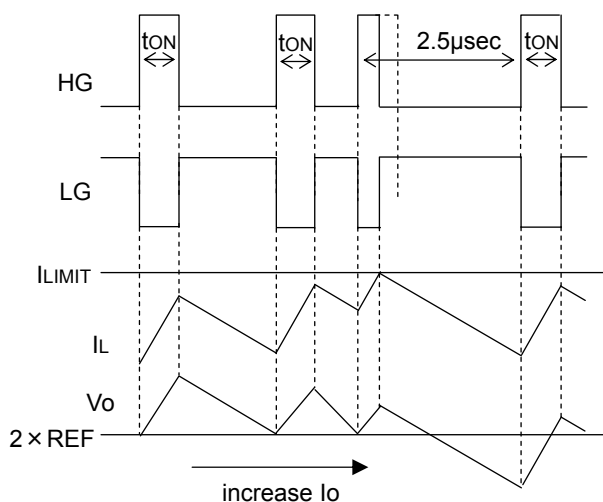 tON
tON
2.5μsec
tON
HG
LG
ILIMIT
IL
Vo
2 × REF
increase Io